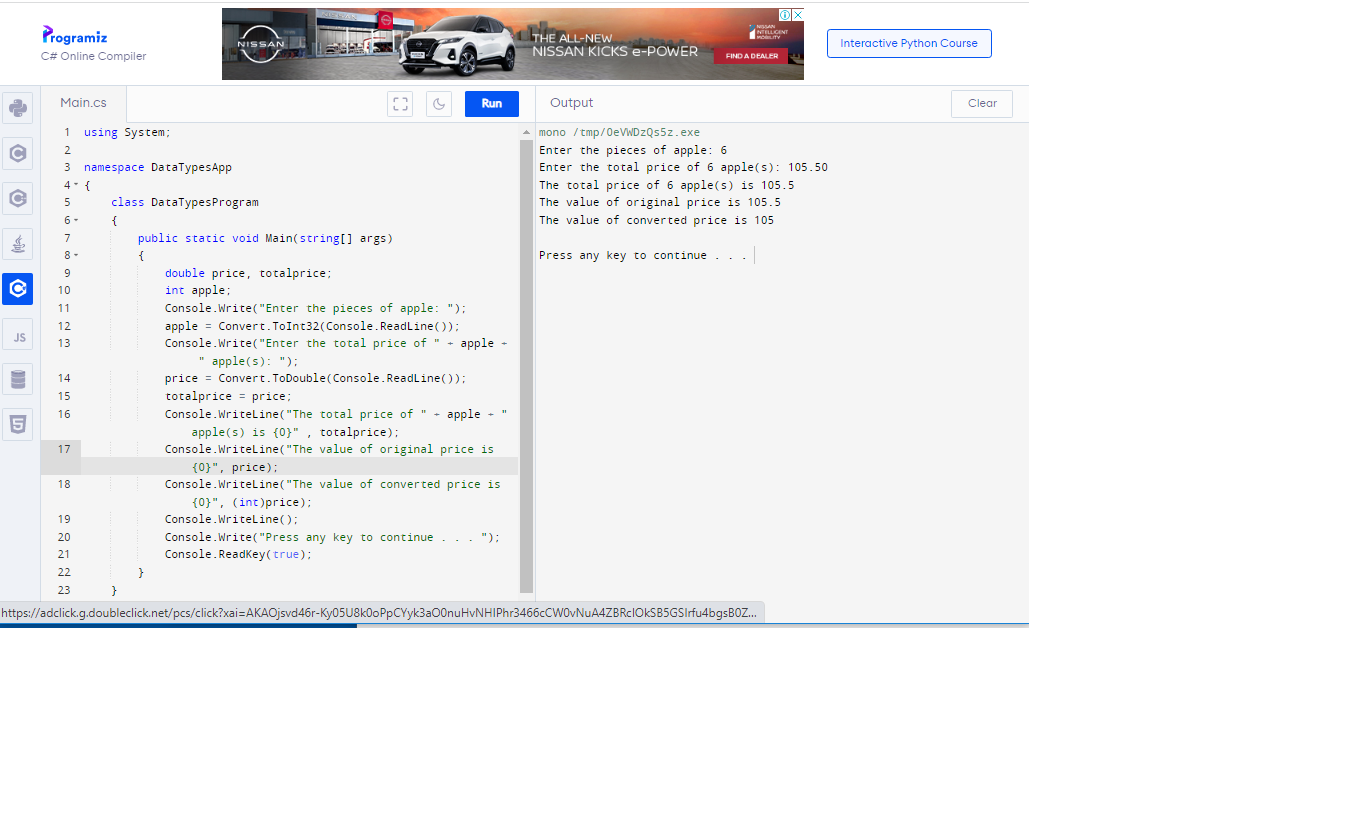 Programiz
C# Online Compiler
NISSAN
THE ALL-NEW
NISSAN KICKS e-POWER
NISSAN
INTELLIGENT
MOBILITY
FIND A DEALER
Interactive Python Course
Main.cs
Run
Output
Clear
JS
1 using System;
2
3 namespace DataTypesApp
4 {
5 class DataTypesProgram
6 {
7 public static void Main(string[] args)
8 {
9 double price, totalprice;
10 int apple;
11 Console.Write("Enter the pieces of apple: ");
12 apple = Convert.ToInt32(Console.ReadLine());
13 Console.Write("Enter the total price of " + apple +
" apple(s): ");
14 price = Convert.ToDouble(Console.ReadLine());
15 totalprice = price;
16 Console.WriteLine("The total price of " + apple + "
apple(s) is {0}" , totalprice);
17 Console.WriteLine("The value of original price is
{0}", price);
18 Console.WriteLine("The value of converted price is
{0}", (int)price);
19 Console.WriteLine();
20 Console.Write("Press any key to continue . . . ");
21 Console.ReadKey(true);
22 }
23 }
mono /tmp/OeVWDzQs5z.exe
Enter the pieces of apple: 6
Enter the total price of 6 apple(s): 105.50
The total price of 6 apple(s) is 105.5
The value of original price is 105.5
The value of converted price is 105
Press any key to continue . . .
https://adclick.g.doubleclick.net/pcs/click?xai=AKAOjsvd46r-Ky05U8k0oPpCYyk3aO0nuHvNHIPhr3466cCW0vNuA4ZBRclOkSB5GSIrfu4bgsB0Z...